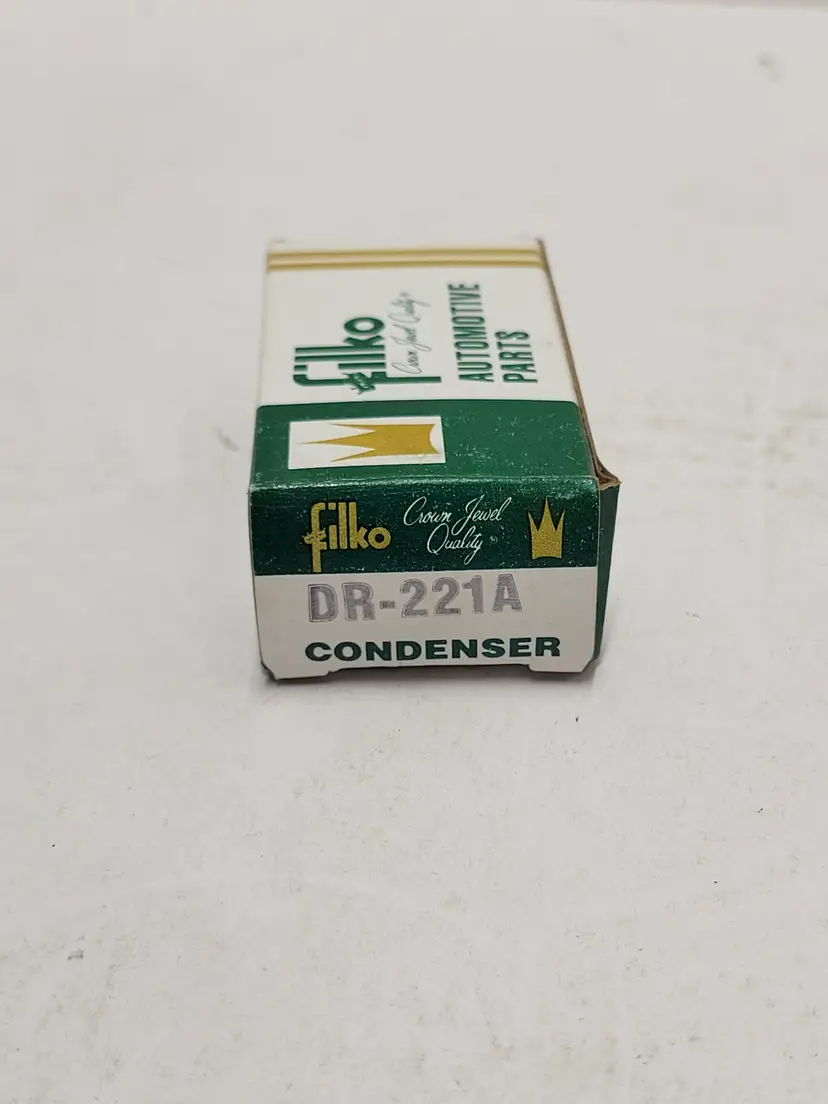 filko
Crown Jewel Quality
AUTOMOTIVE
PARTS
filko
Crown Jewel
Quality
DR-221A
CONDENSER